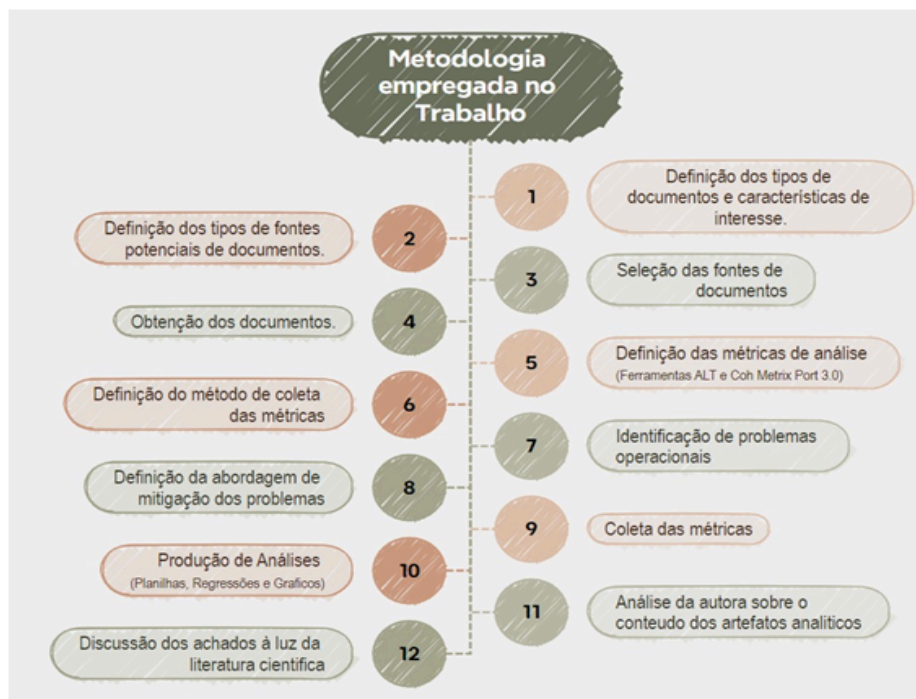 Metodologia
empregada no
Trabalho
1
Definição dos tipos de
documentos e características de
interesse.
2
Definição dos tipos de fontes
potenciais de documentos.
3
Seleção das fontes de
documentos
4
Obtenção dos documentos.
5
Definição das métricas de análise
(Ferramentas ALT e Coh Metrix Port 3.0)
6
Definição do método de coleta
das métricas
7
Identificação de problemas
operacionais
8
Definição da abordagem de
mitigação dos problemas
9
Coleta das métricas
10
Produção de Análises
(Planilhas, Regressões e Graficos)
11
Análise da autora sobre o
conteudo dos artefatos analiticos
12
Discussão dos achados à luz da
literatura cientifica